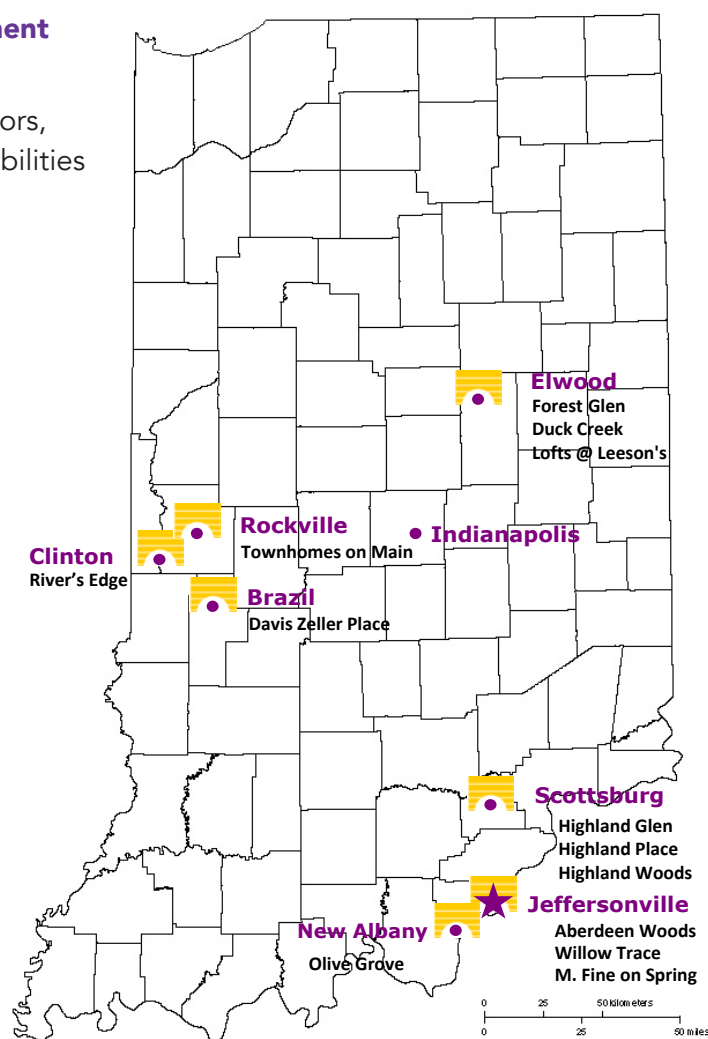 ment
ors,
bilities
Elwood
Forest Glen
Duck Creek
Lofts @ Leeson's
Rockville
Townhomes on Main
Indianapolis
Clinton
River's Edge
Brazil
Davis Zeller Place
Scottsburg
Highland Glen
Highland Place
Highland Woods
Jeffersonville
Aberdeen Woods
Willow Trace
M. Fine on Spring
New Albany
Olive Grove
0 25 50 kilometers
0 25 50 miles